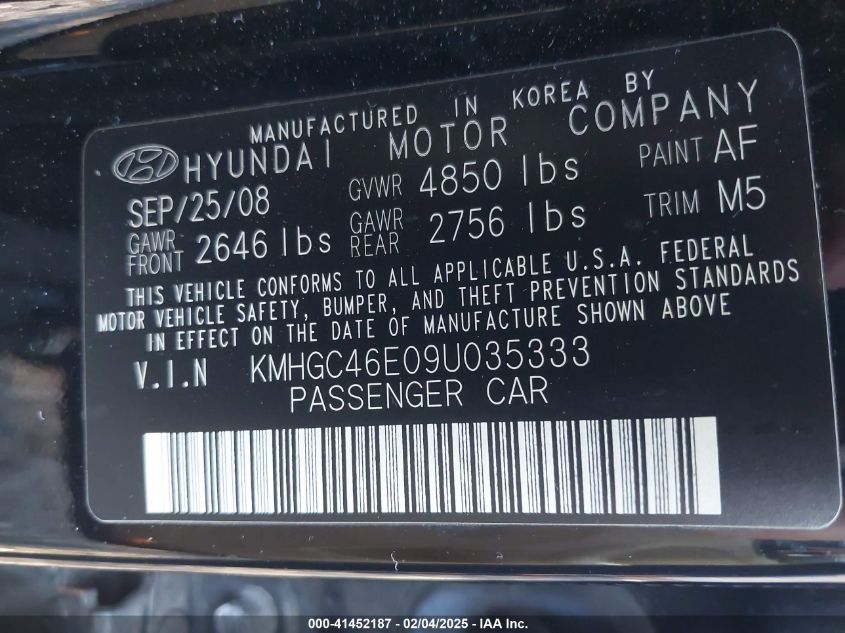 MANUFACTURED IN KOREA BY
HYUNDAI MOTOR COMPANY
SEP/25/08 GVWR 4850 lbs PAINT AF
GAWR FRONT 2646 lbs GAWR REAR 2756 lbs TRIM M5
THIS VEHICLE CONFORMS TO ALL APPLICABLE U.S.A. FEDERAL
MOTOR VEHICLE SAFETY, BUMPER, AND THEFT PREVENTION STANDARDS
IN EFFECT ON THE DATE OF MANUFACTURE SHOWN ABOVE
V.I.N KMHGC46E09U035333
PASSENGER CAR
000-41452187 - 02/04/2025 - IAA Inc.